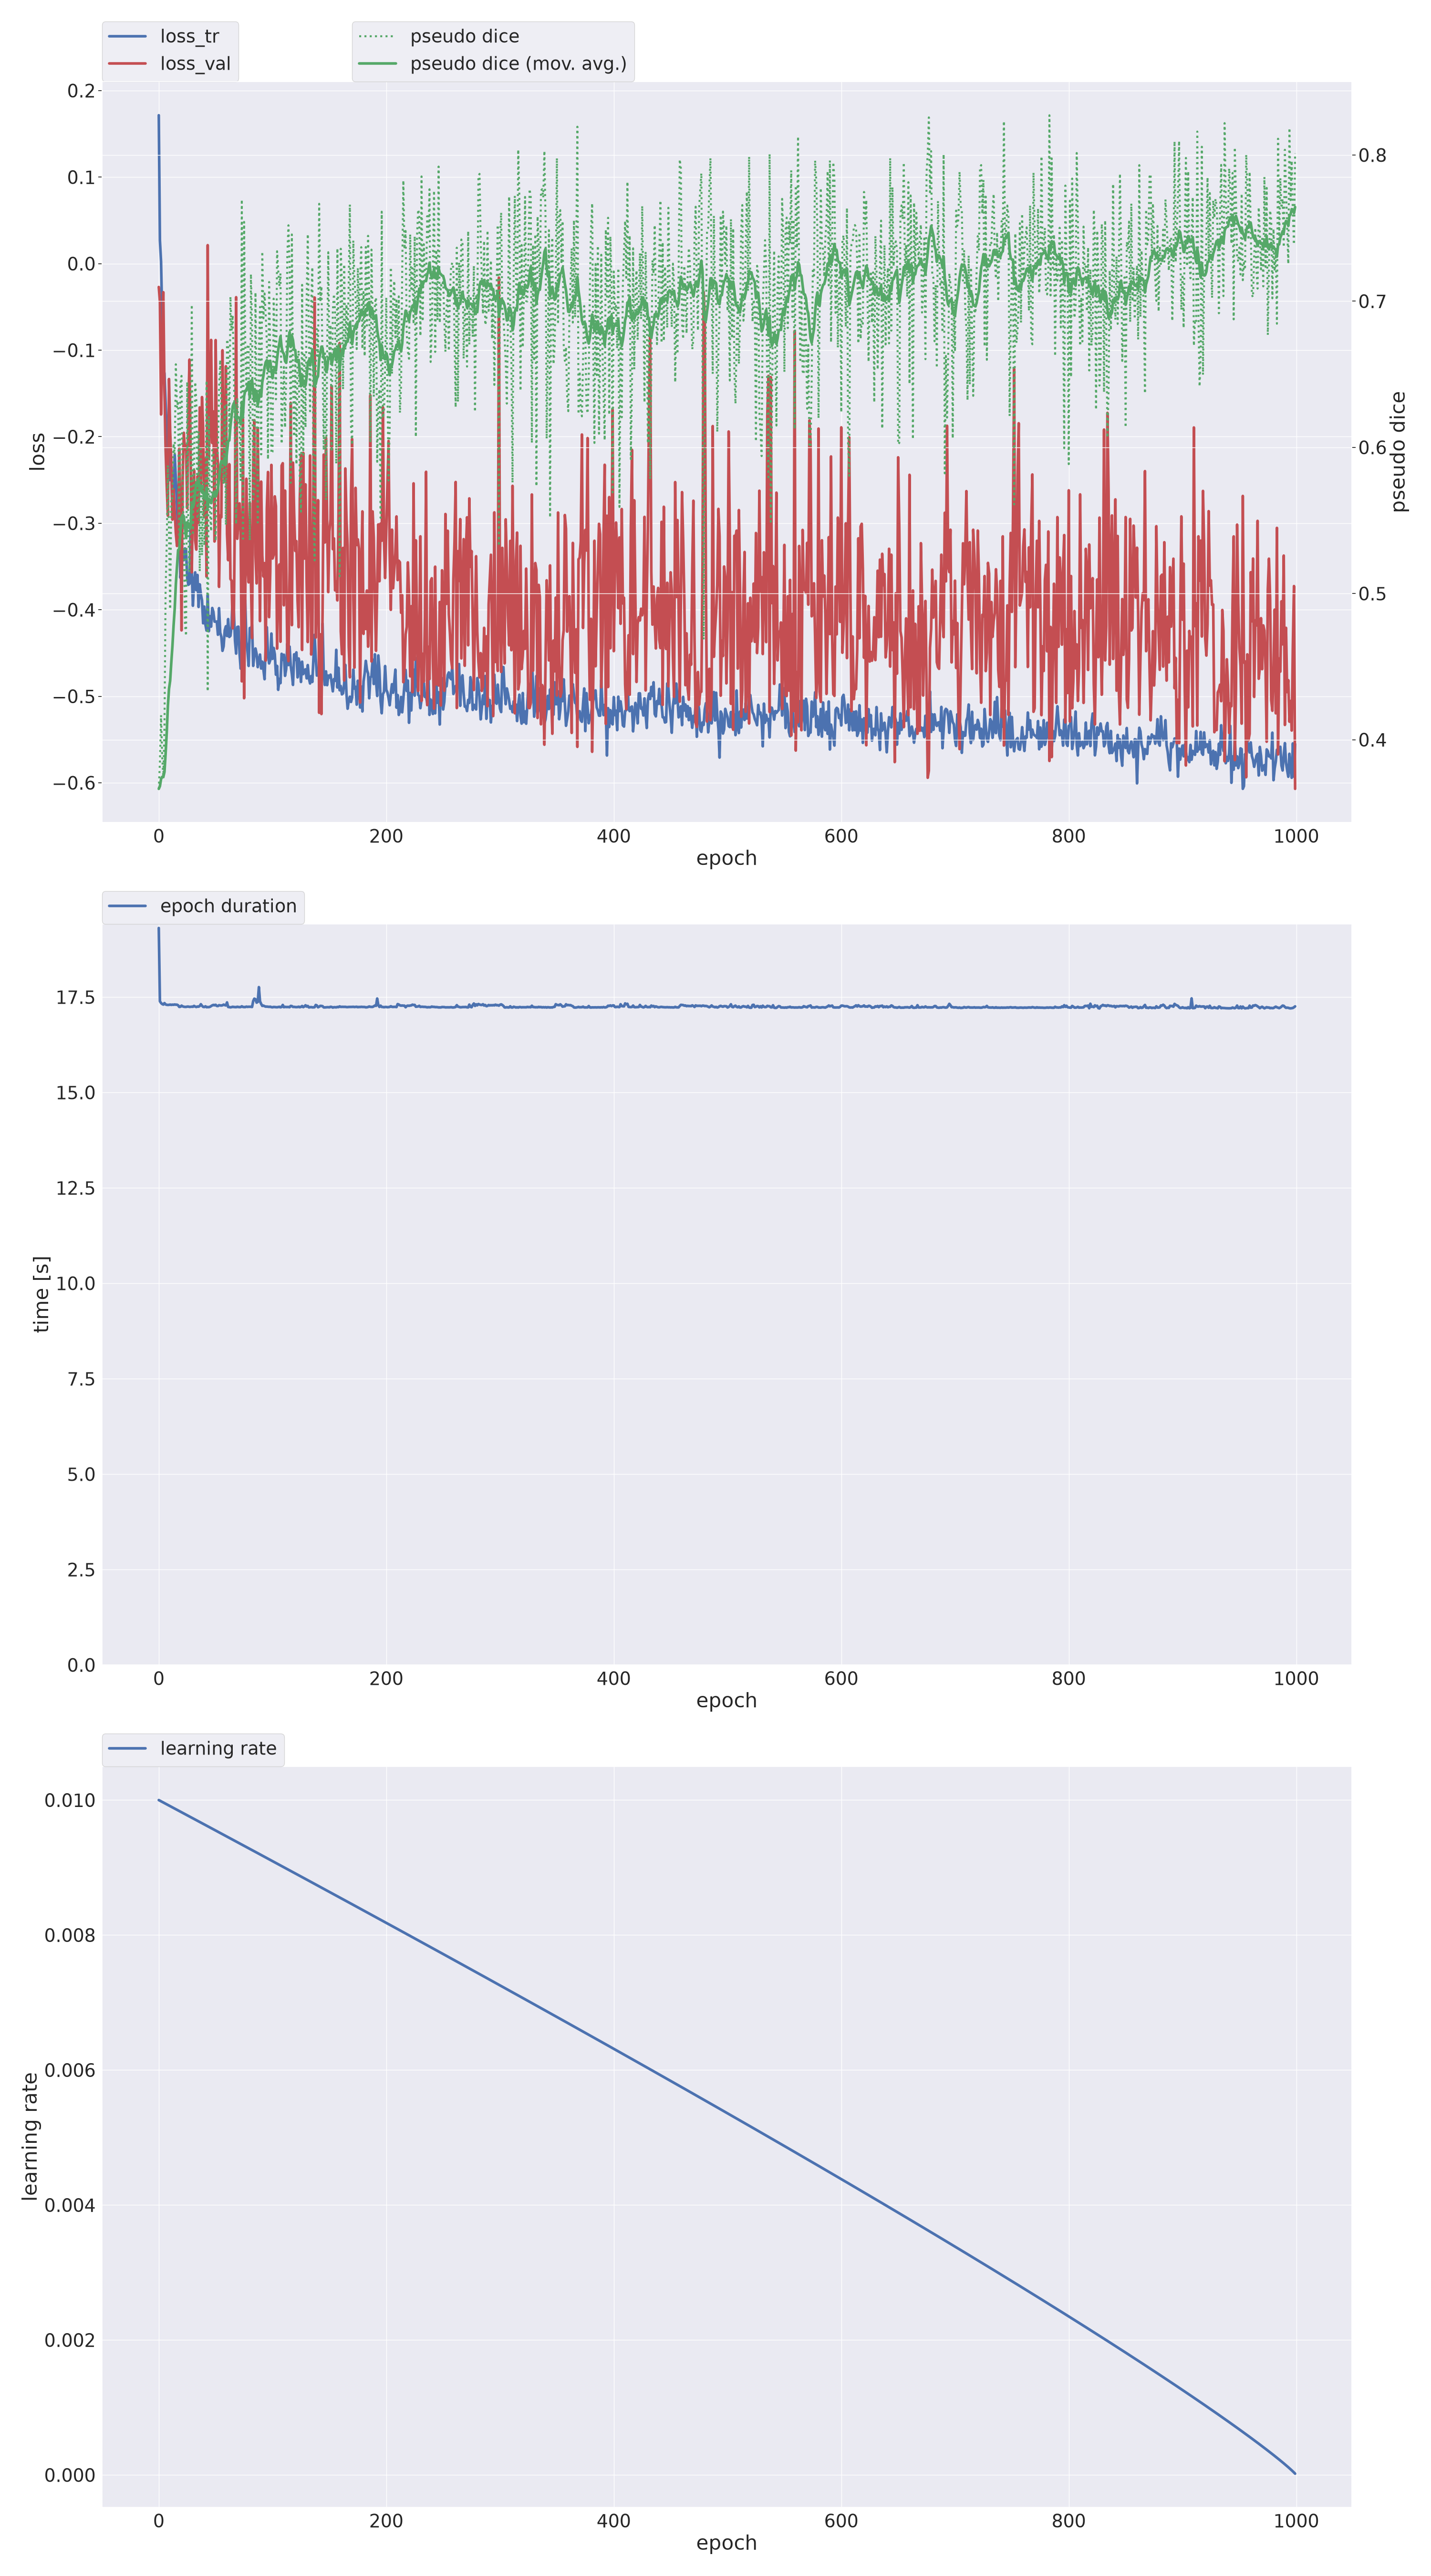 loss_tr
loss_val
pseudo dice
pseudo dice (mov. avg.)
0.2
0.1
0.0
−0.1
−0.2
−0.3
−0.4
−0.5
−0.6
loss
0.8
0.7
0.6
0.5
0.4
pseudo dice
0 200 400 600 800 1000
epoch
epoch duration
17.5
15.0
12.5
10.0
7.5
5.0
2.5
0.0
time [s]
0 200 400 600 800 1000
epoch
learning rate
0.010
0.008
0.006
0.004
0.002
0.000
learning rate
0 200 400 600 800 1000
epoch